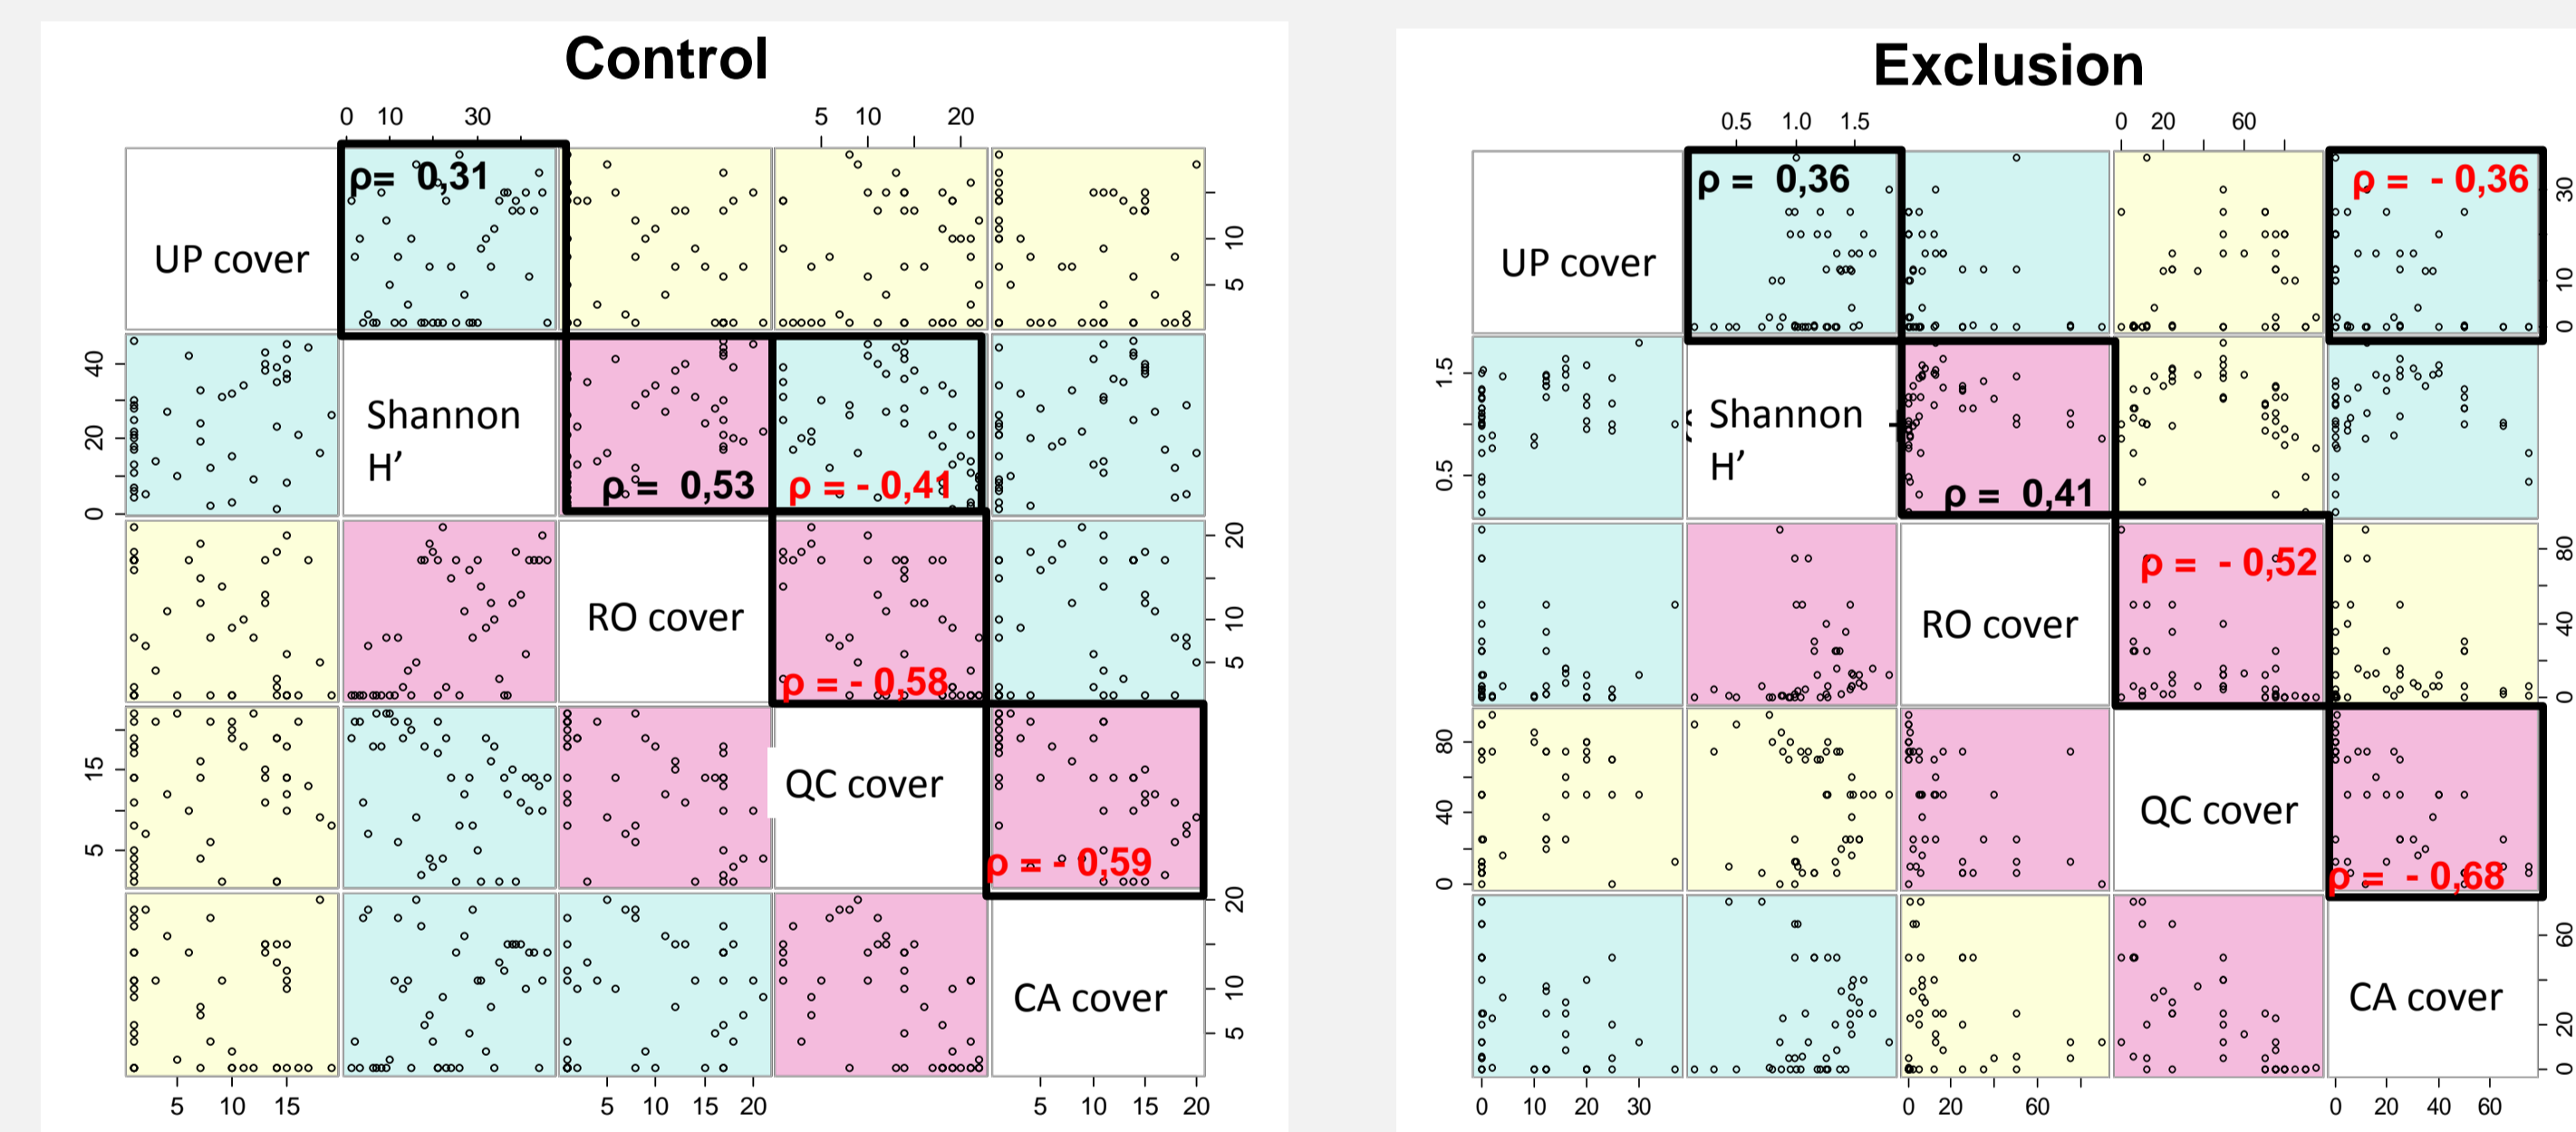 Control
0 10 30
5 10 20
ρ= 0,31
UP cover
10
5
40
20
0
Shannon
H’
ρ = 0,53
ρ = - 0,41
RO cover
20
10
5
ρ = - 0,58
15
5
QC cover
ρ = - 0,59
CA cover
20
10
5
5 10 15
5 10 15 20
5 10 15 20
Exclusion
0.5 1.0 1.5
0 20 60
ρ = 0,36
ρ = - 0,36
UP cover
30
10
0
1.5
0.5
Shannon
H’
ρ = 0,41
RO cover
ρ = - 0,52
80
40
0
80
40
0
QC cover
ρ = - 0,68
CA cover
60
20
0
0 10 20 30
0 20 60
0 20 40 60